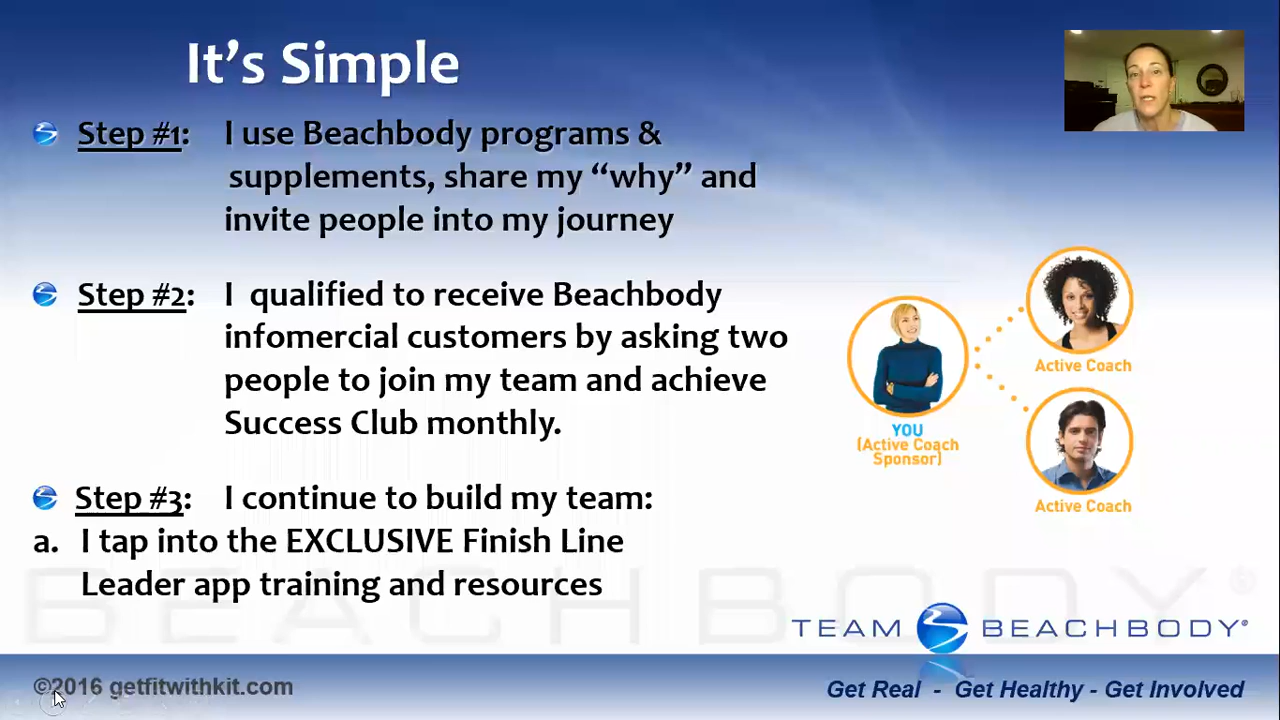 It's Simple
Step #1: I use Beachbody programs &
supplements, share my “why” and
invite people into my journey
Step #2: I qualified to receive Beachbody
infomercial customers by asking two
people to join my team and achieve
Success Club monthly.
Step #3: I continue to build my team:
a. I tap into the EXCLUSIVE Finish Line
Leader app training and resources
Active Coach
YOU
(Active Coach
Sponsor)
Active Coach
BEACHBODY
TEAM BEACHBODY®
©2016 getfitwithkit.com
Get Real - Get Healthy - Get Involved